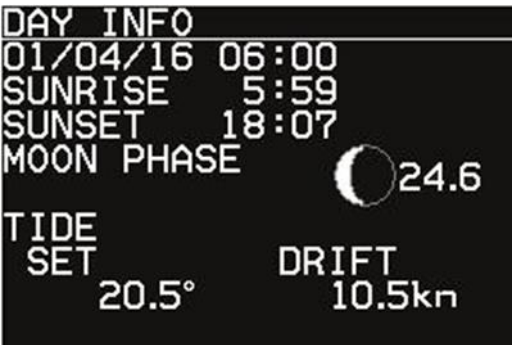 DAY INFO
01/04/16 06:00
SUNRISE 5:59
SUNSET 18:07
MOON PHASE
24.6
TIDE
SET DRIFT
20.5° 10.5kn